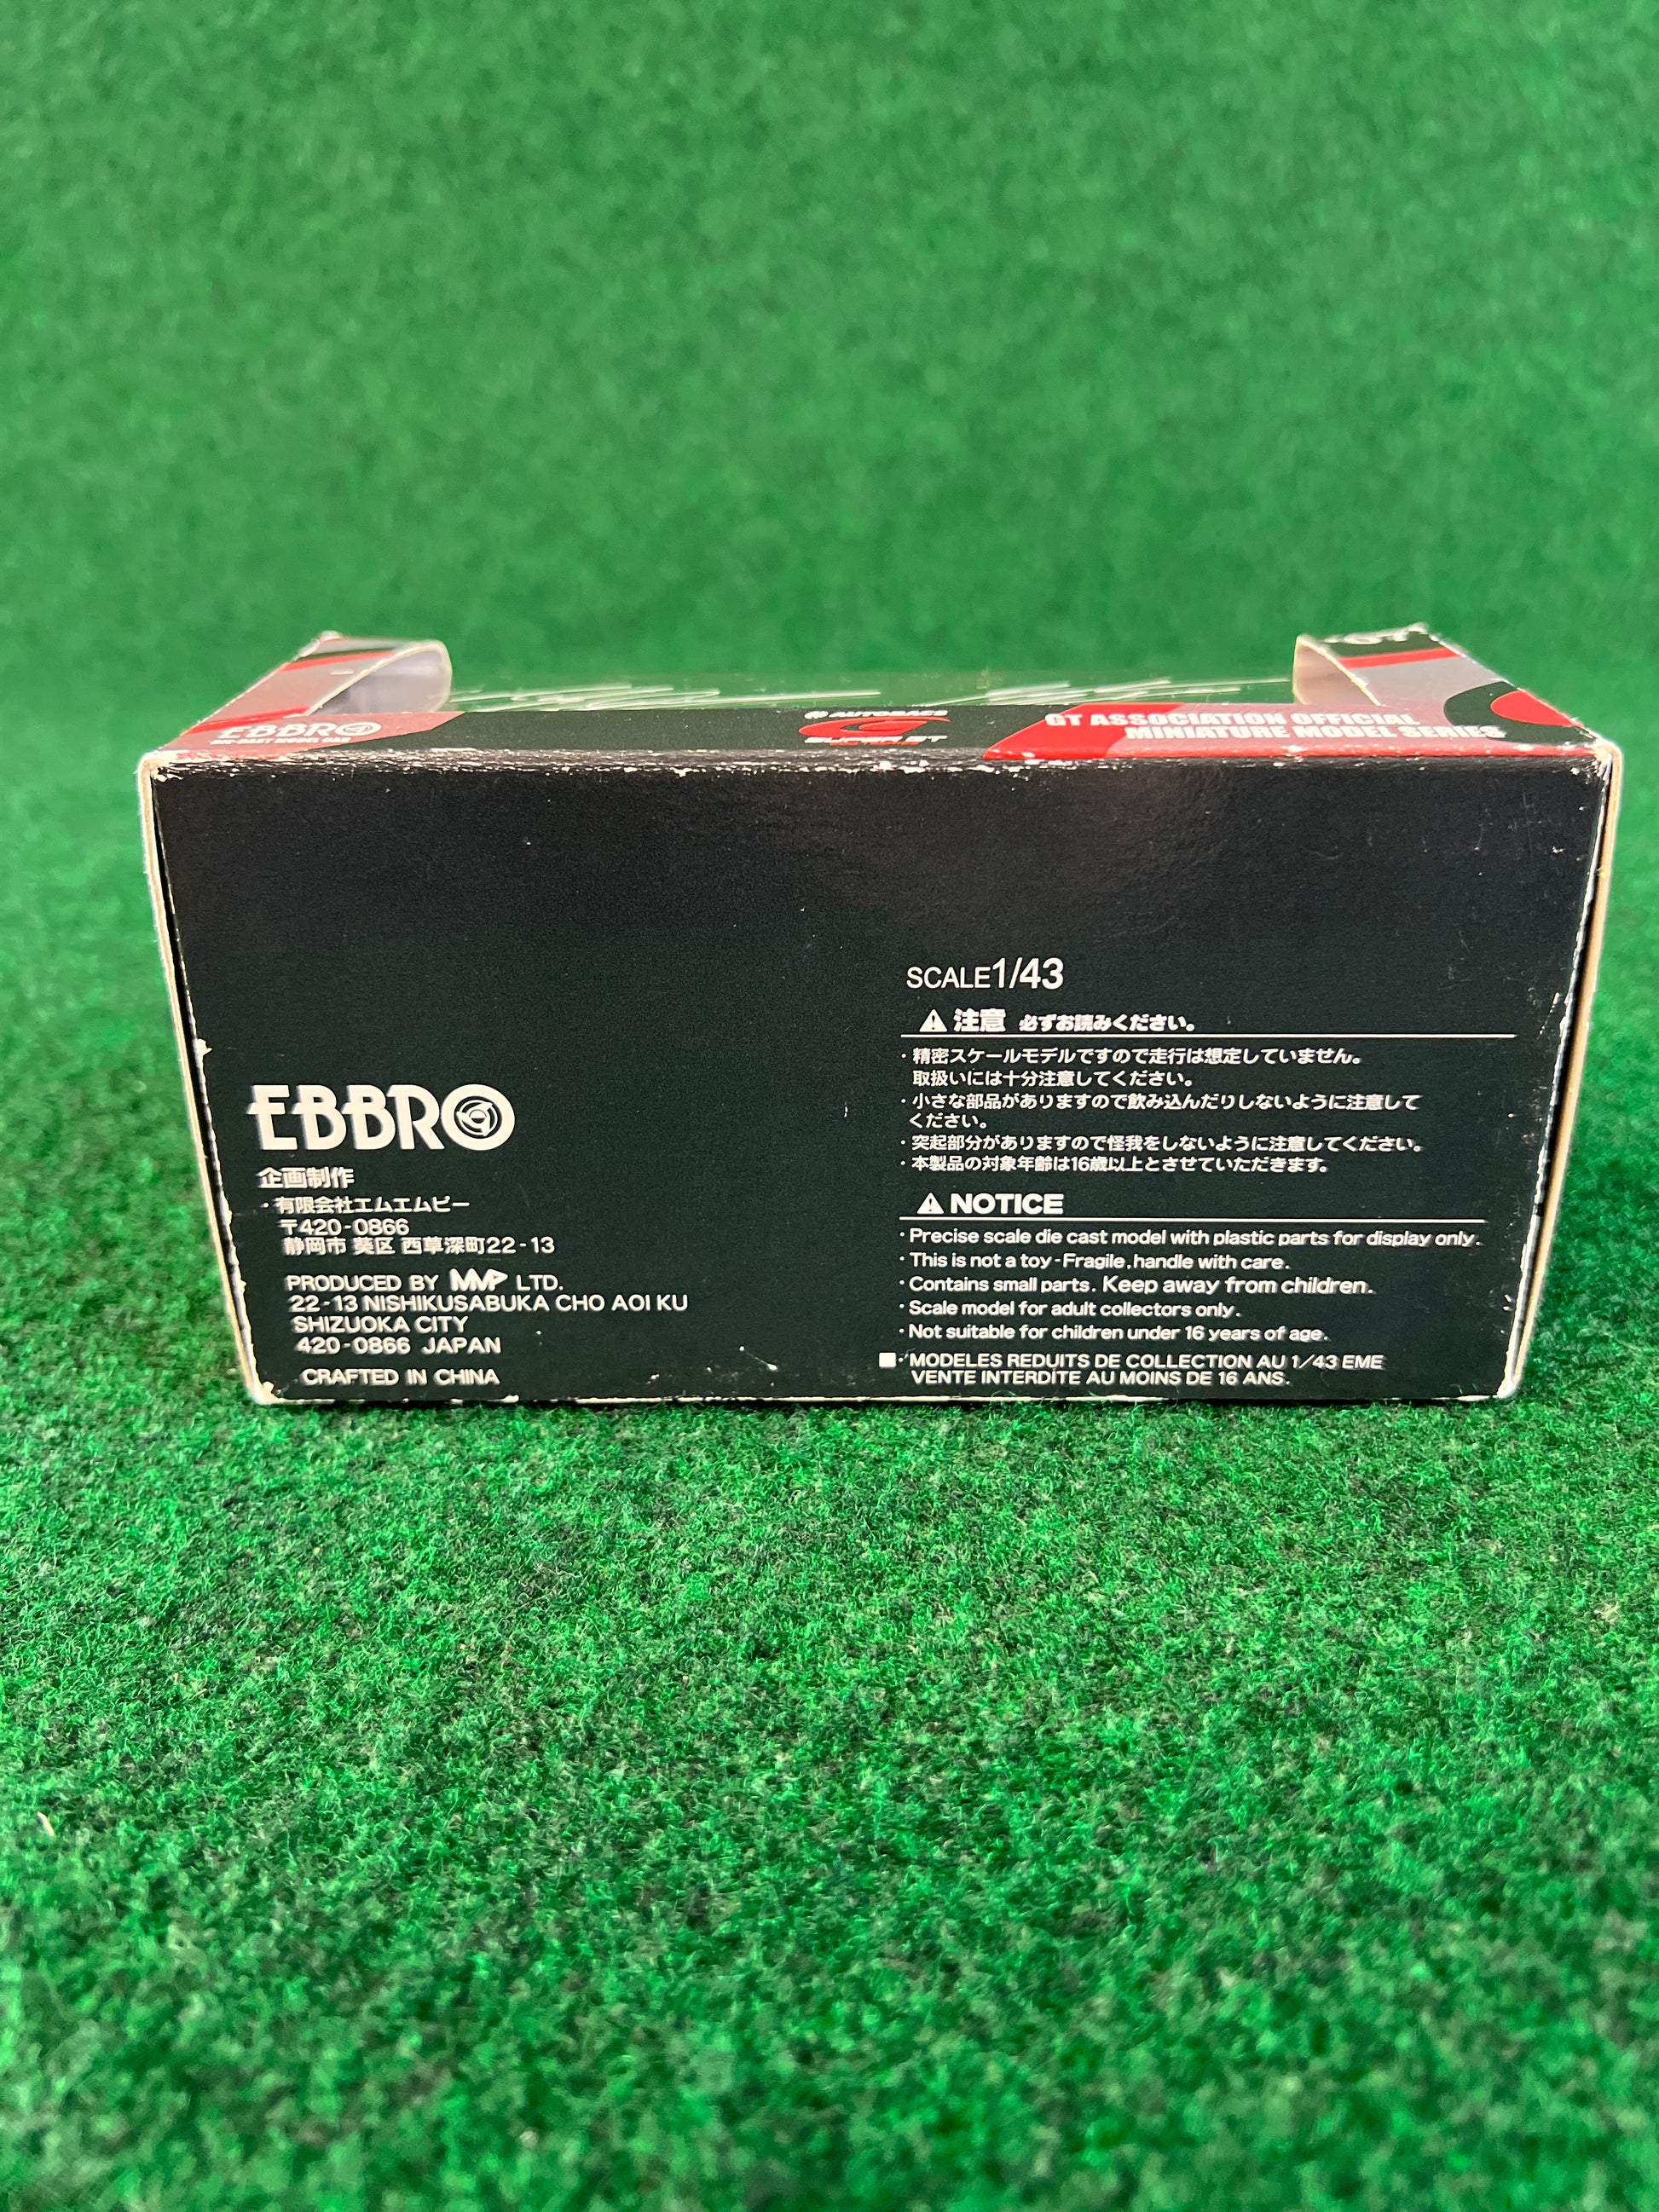 EBBRO
DIE-CAST MODEL CAR
AUTOBACS
SUPER GT
GT ASSOCIATION OFFICIAL
MINIATURE MODEL SERIES
EBBRO
企画制作
・有限会社エムエムピー
〒420-0866
静岡市 葵区 西草深町22-13
PRODUCED BY MMP LTD.
22-13 NISHIKUSABUKA CHO AOI KU
SHIZUOKA CITY
420-0866 JAPAN
CRAFTED IN CHINA
SCALE1/43
注意 必ずお読みください。
・精密スケールモデルですので走行は想定していません。
取扱いには十分注意してください。
・小さな部品がありますので飲み込んだりしないように注意して
ください。
・突起部分がありますので怪我をしないように注意してください。
・本製品の対象年齢は16歳以上とさせていただきます。
NOTICE
・Precise scale die cast model with plastic parts for display only.
・This is not a toy-Fragile,handle with care.
・Contains small parts. Keep away from children.
・Scale model for adult collectors only.
・Not suitable for children under 16 years of age.
■・MODELES REDUITS DE COLLECTION AU 1/43 EME
VENTE INTERDITE AU MOINS DE 16 ANS.